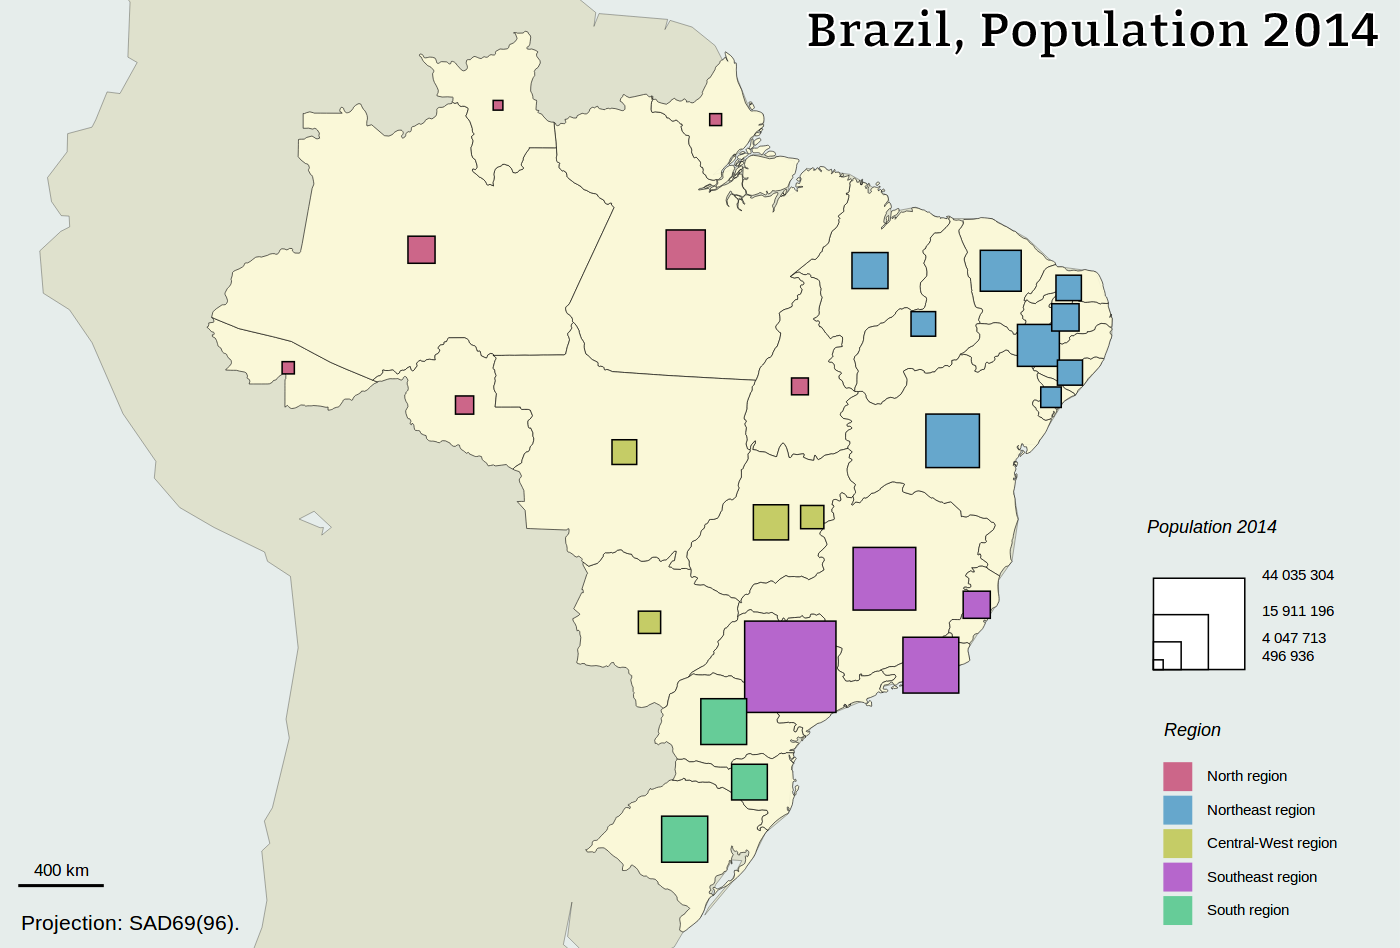 Brazil, Population 2014
Population 2014
44 035 304
15 911 196
4 047 713
496 936
Region
North region
Northeast region
Central-West region
Southeast region
South region
400 km
Projection: SAD69(96).